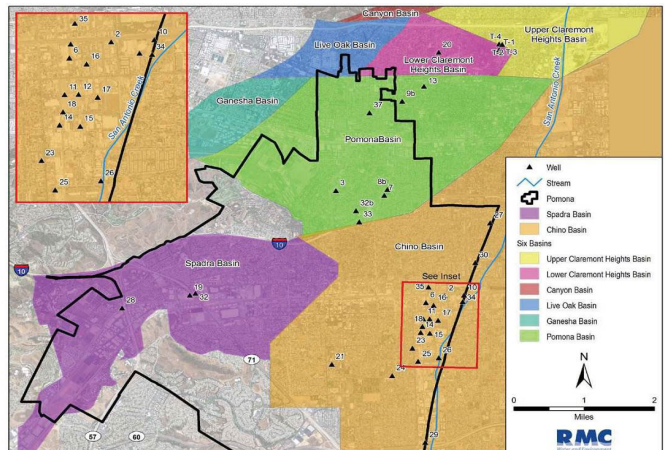 35
2
10
34
6
16
11
12
17
18
14
15
23
25
26
San Antonio Creek
Canyon Basin
Upper Claremont
Heights Basin
Live Oak Basin
20
T-4
T-1
T-3
Lower Claremont
Heights Basin
13
9b
37
Ganesha Basin
PomonaBasin
San Antonio Creek
3
8b
7
32b
33
27
Chino Basin
30
See Inset
10
Spadra Basin
10
10
19
32
28
35
2
10
34
6
16
11
17
18
14
15
23
25
26
21
24
29
71
57
60
Well
Stream
Pomona
Spadra Basin
Chino Basin
Six Basins
Upper Claremont Heights Basin
Lower Claremont Heights Basin
Canyon Basin
Live Oak Basin
Ganesha Basin
Pomona Basin
N
0 1 2
Miles
RMC